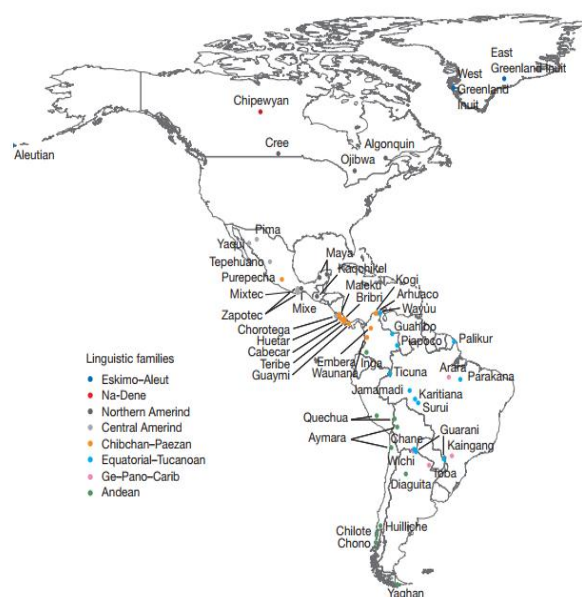 East
Greenland Inuit
West
Greenland
Inuit
Chipewyan
Aleutian
Cree
Algonquin
Ojibwa
Pima
Yaqui
Tepehuano
Purepecha
Maya
Kaqchikel
Mixtec
Mixe
Zapotec
Maleku
Bribri
Kogi
Arhuaco
Wayúu
Chorotega
Huetar
Cabecar
Teribe
Guaymi
Guahibo
Piapoco
Palikur
Embera
Waunana
Inga
Ticuna
Arara
Parakana
Jamamadi
Karitiana
Surui
Quechua
Aymara
Chane
Guarani
Kaingang
Wichi
Toba
Diaguita
Chilote
Chono
Huilliche
Yaghan
Linguistic families
Eskimo–Aleut
Na-Dene
Northern Amerind
Central Amerind
Chibchan–Paezan
Equatorial–Tucanoan
Ge-Pano-Carib
Andean